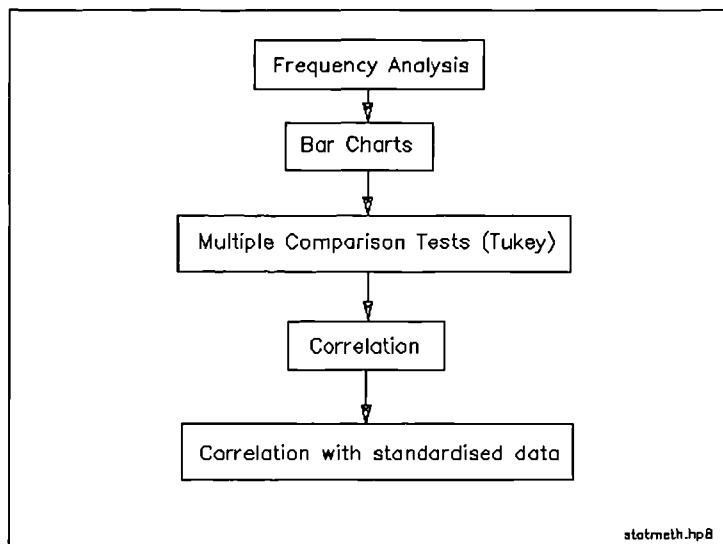 Frequency Analysis
Bar Charts
Multiple Comparison Tests (Tukey)
Correlation
Correlation with standardised data
statmeth.hp8